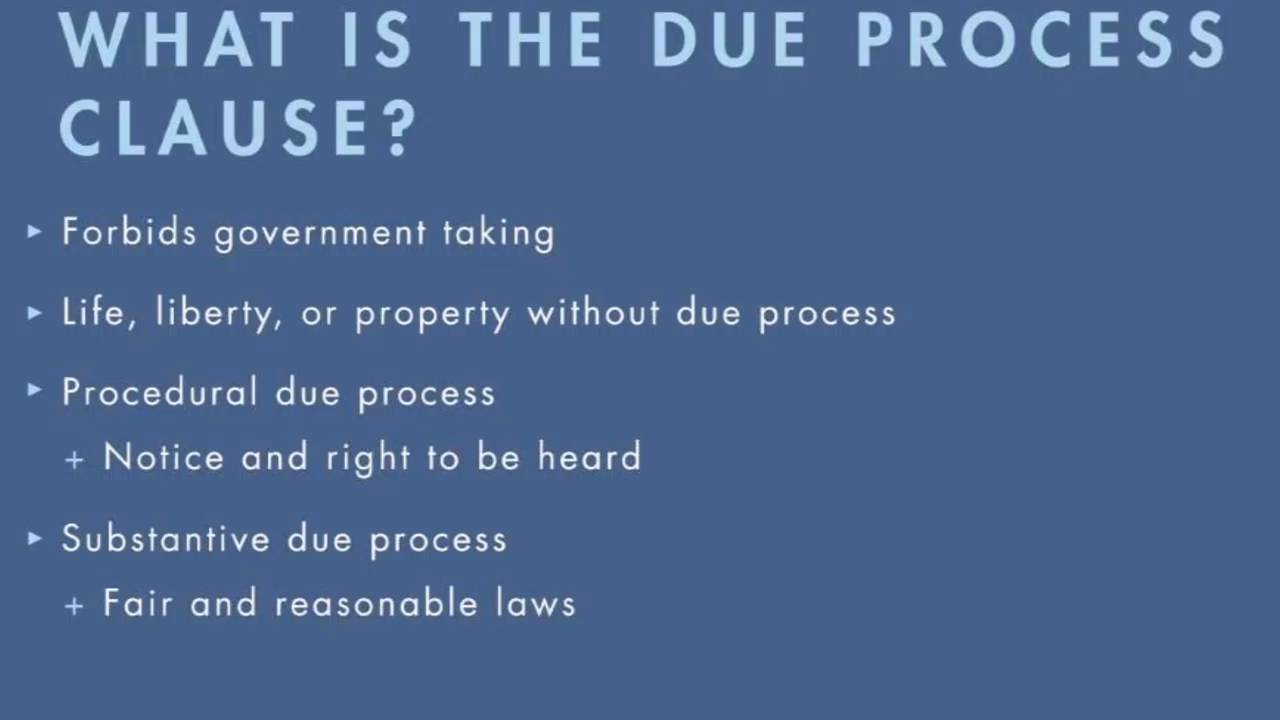 WHAT IS THE DUE PROCESS
CLAUSE?
▸ Forbids government taking
▸ Life, liberty, or property without due process
▸ Procedural due process
+ Notice and right to be heard
▸ Substantive due process
+ Fair and reasonable laws